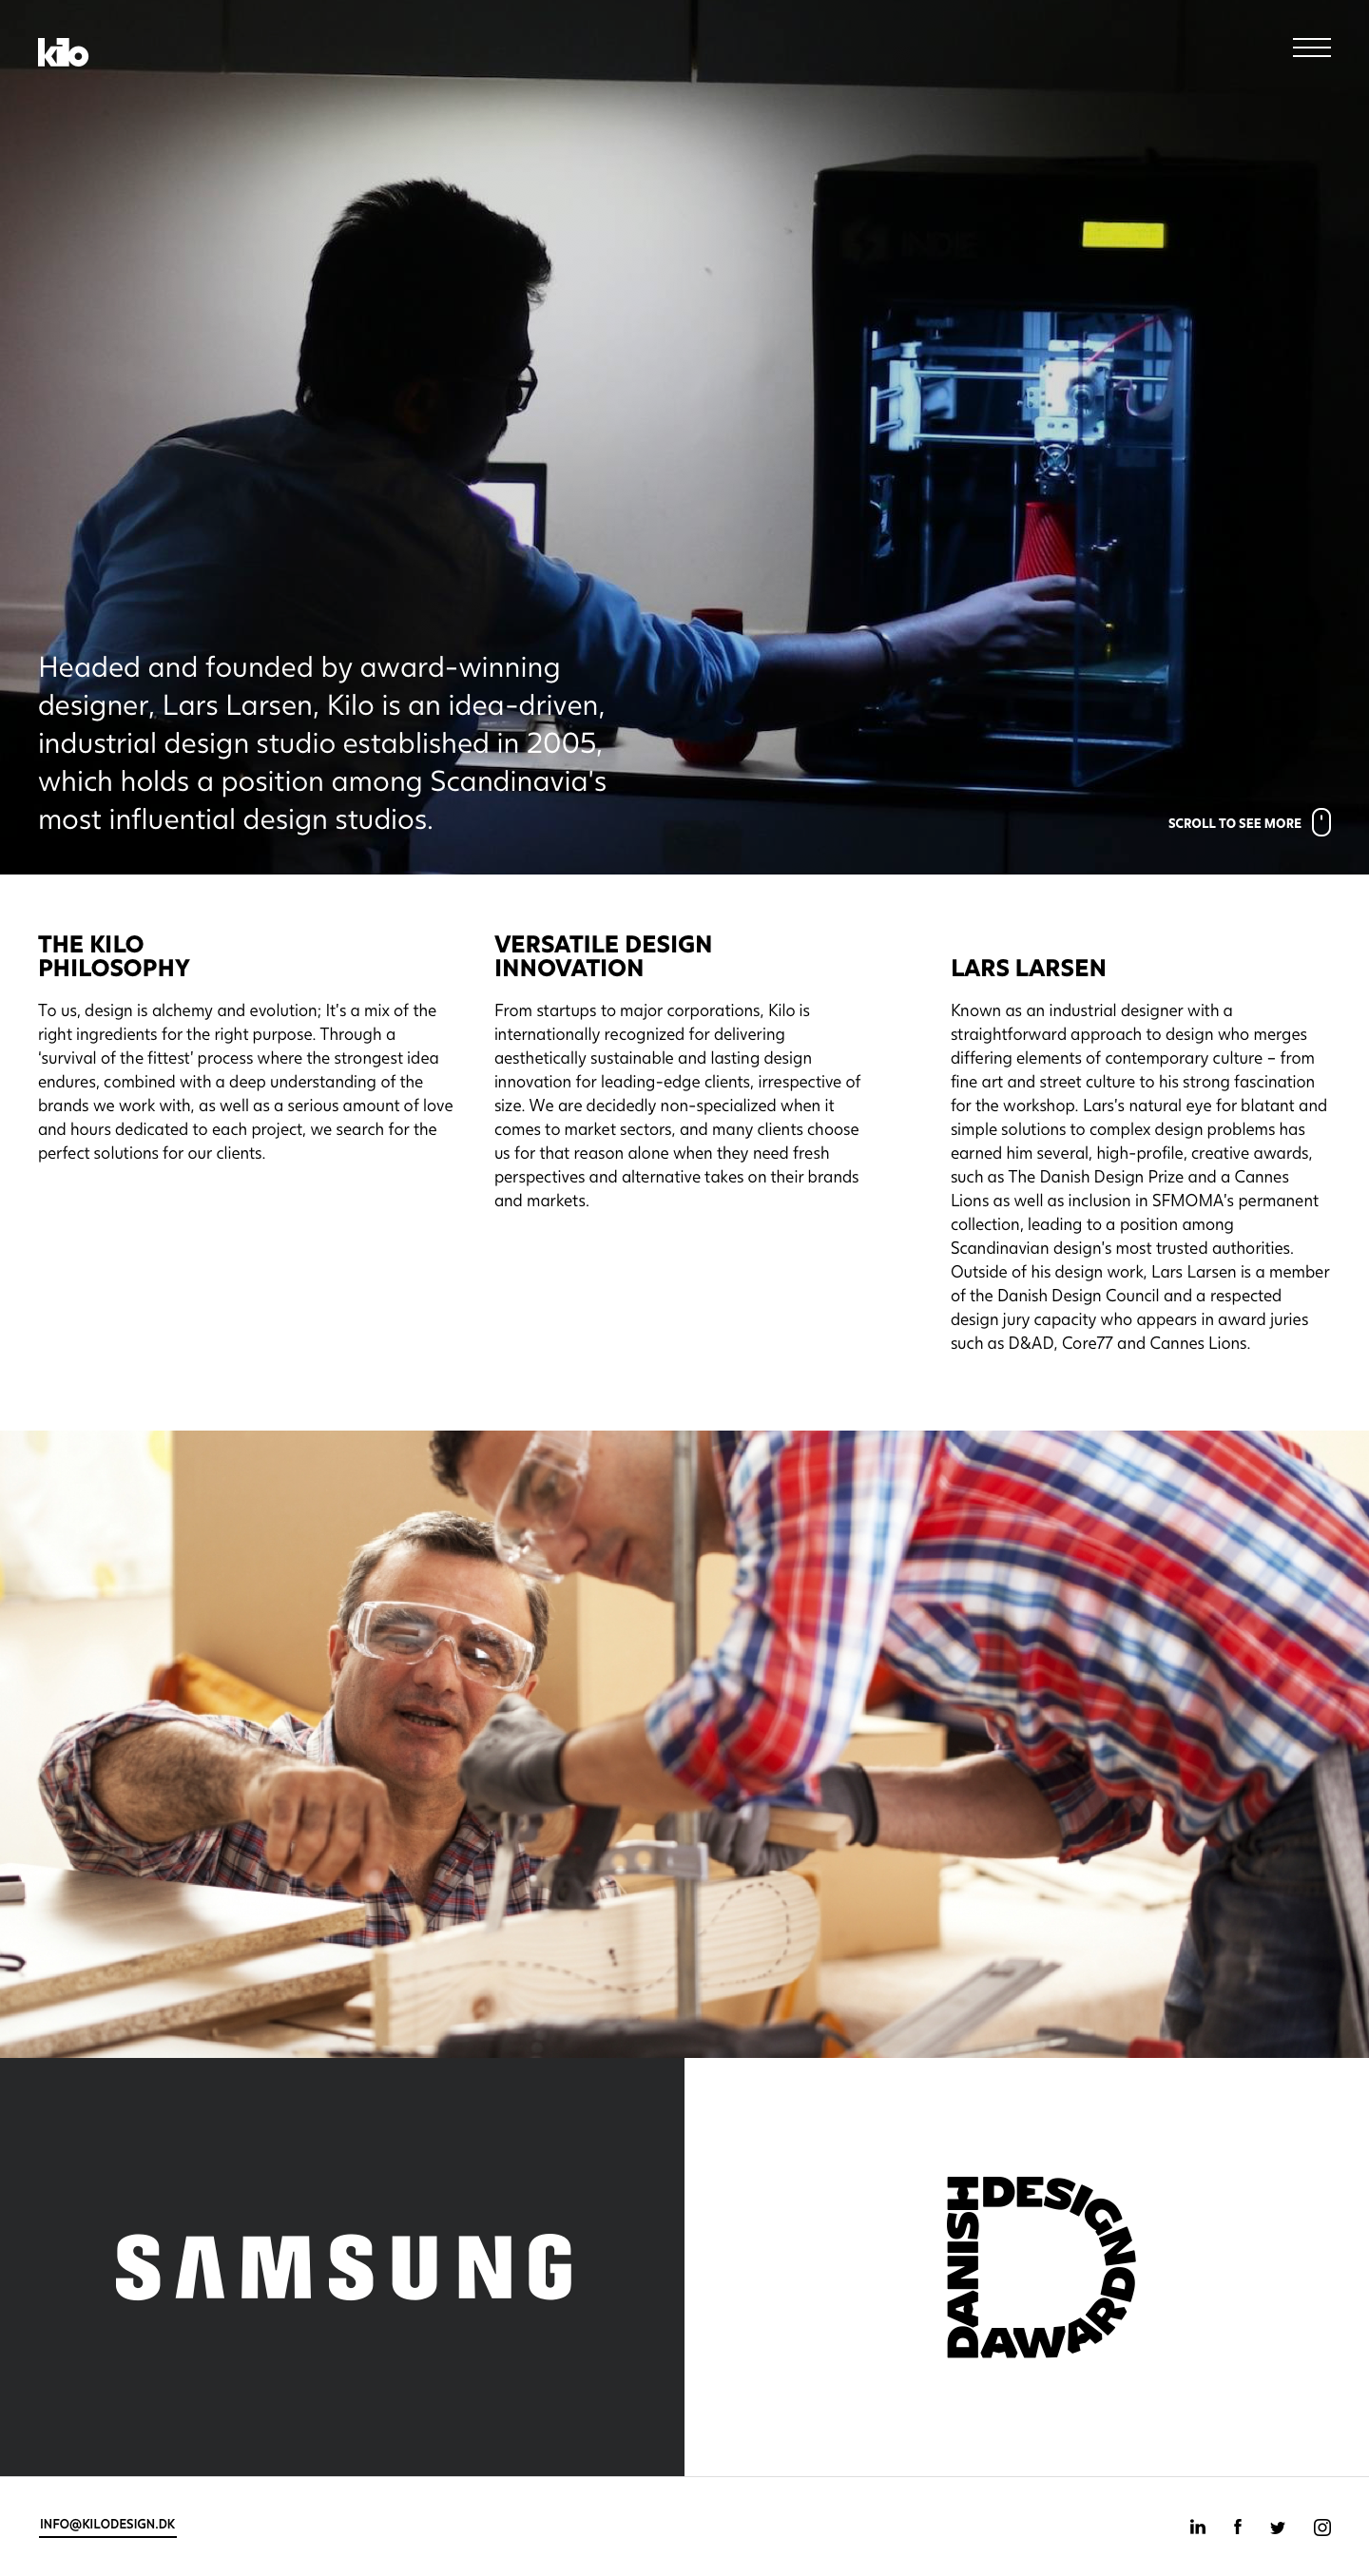 kilo
Headed and founded by award-winning
designer, Lars Larsen, Kilo is an idea-driven,
industrial design studio established in 2005,
which holds a position among Scandinavia's
most influential design studios.
SCROLL TO SEE MORE
THE KILO
PHILOSOPHY
To us, design is alchemy and evolution; It's a mix of the
right ingredients for the right purpose. Through a
‘survival of the fittest’ process where the strongest idea
endures, combined with a deep understanding of the
brands we work with, as well as a serious amount of love
and hours dedicated to each project, we search for the
perfect solutions for our clients.
VERSATILE DESIGN
INNOVATION
From startups to major corporations, Kilo is
internationally recognized for delivering
aesthetically sustainable and lasting design
innovation for leading-edge clients, irrespective of
size. We are decidedly non-specialized when it
comes to market sectors, and many clients choose
us for that reason alone when they need fresh
perspectives and alternative takes on their brands
and markets.
LARS LARSEN
Known as an industrial designer with a
straightforward approach to design who merges
differing elements of contemporary culture – from
fine art and street culture to his strong fascination
for the workshop. Lars's natural eye for blatant and
simple solutions to complex design problems has
earned him several, high-profile, creative awards,
such as The Danish Design Prize and a Cannes
Lions as well as inclusion in SFMOMA's permanent
collection, leading to a position among
Scandinavian design's most trusted authorities.
Outside of his design work, Lars Larsen is a member
of the Danish Design Council and a respected
design jury capacity who appears in award juries
such as D&AD, Core77 and Cannes Lions.
SAMSUNG
DANISH
DESIGN
AWARD
INFO@KILODESIGN.DK